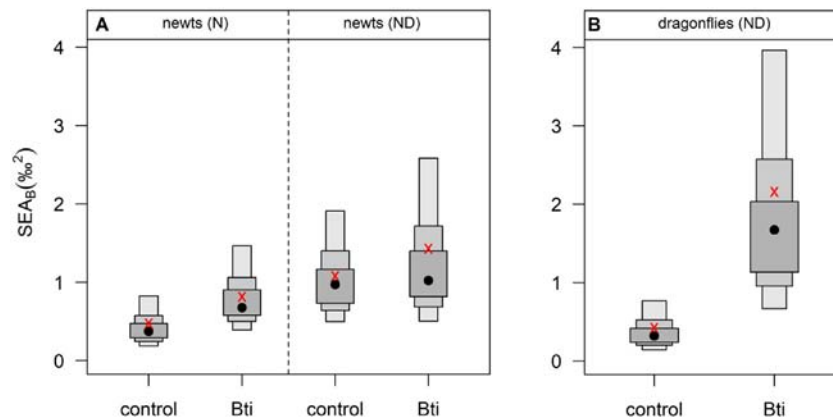 A newts (N) newts (ND)
SEAB(‰²)
4
3
2
1
0
control Bti control Bti
B dragonflies (ND)
4
3
2
1
0
control Bti